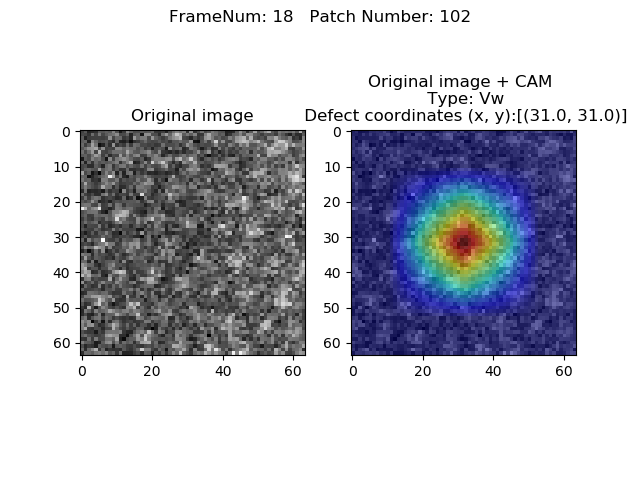 FrameNum: 18   Patch Number: 102
Original image
Original image + CAM
Type: Vw
Defect coordinates (x, y):[(31.0, 31.0)]
0
10
20
30
40
50
60
0 20 40 60
0
10
20
30
40
50
60
0 20 40 60